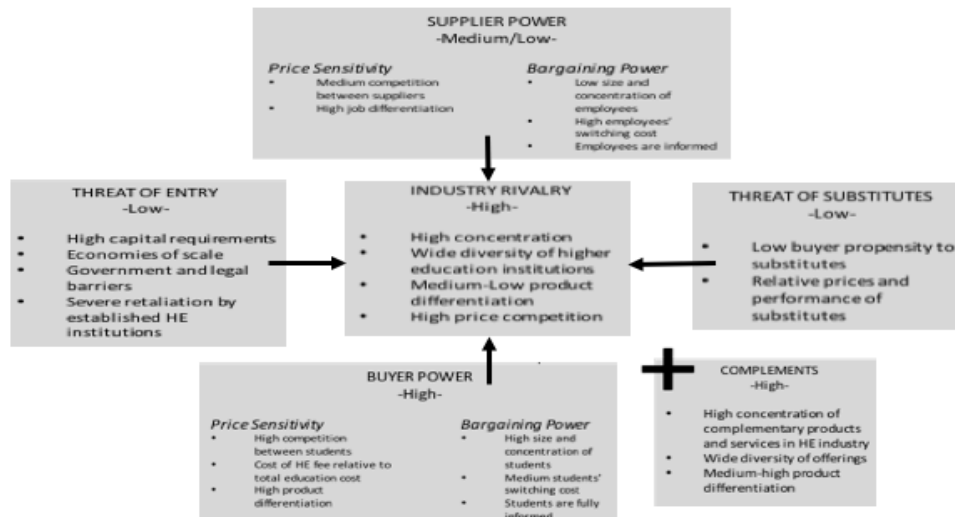 SUPPLIER POWER
-Medium/Low-
Price Sensitivity
• Medium competition
between suppliers
• High job differentiation
Bargaining Power
• Low size and
concentration of
employees
• High employees'
switching cost
• Employees are informed
THREAT OF ENTRY
-Low-
• High capital requirements
• Economies of scale
• Government and legal
barriers
• Severe retaliation by
established HE
institutions
INDUSTRY RIVALRY
-High-
• High concentration
• Wide diversity of higher
education institutions
• Medium-Low product
differentiation
• High price competition
THREAT OF SUBSTITUTES
-Low-
• Low buyer propensity to
substitutes
• Relative prices and
performance of
substitutes
BUYER POWER
-High-
Price Sensitivity
• High competition
between students
• Cost of HE fee relative to
total education cost
• High product
differentiation
Bargaining Power
• High size and
concentration of
students
• Medium students'
switching cost
• Students are fully
informed
COMPLEMENTS
-High-
• High concentration of
complementary products
and services in HE industry
• Wide diversity of offerings
• Medium-high product
differentiation